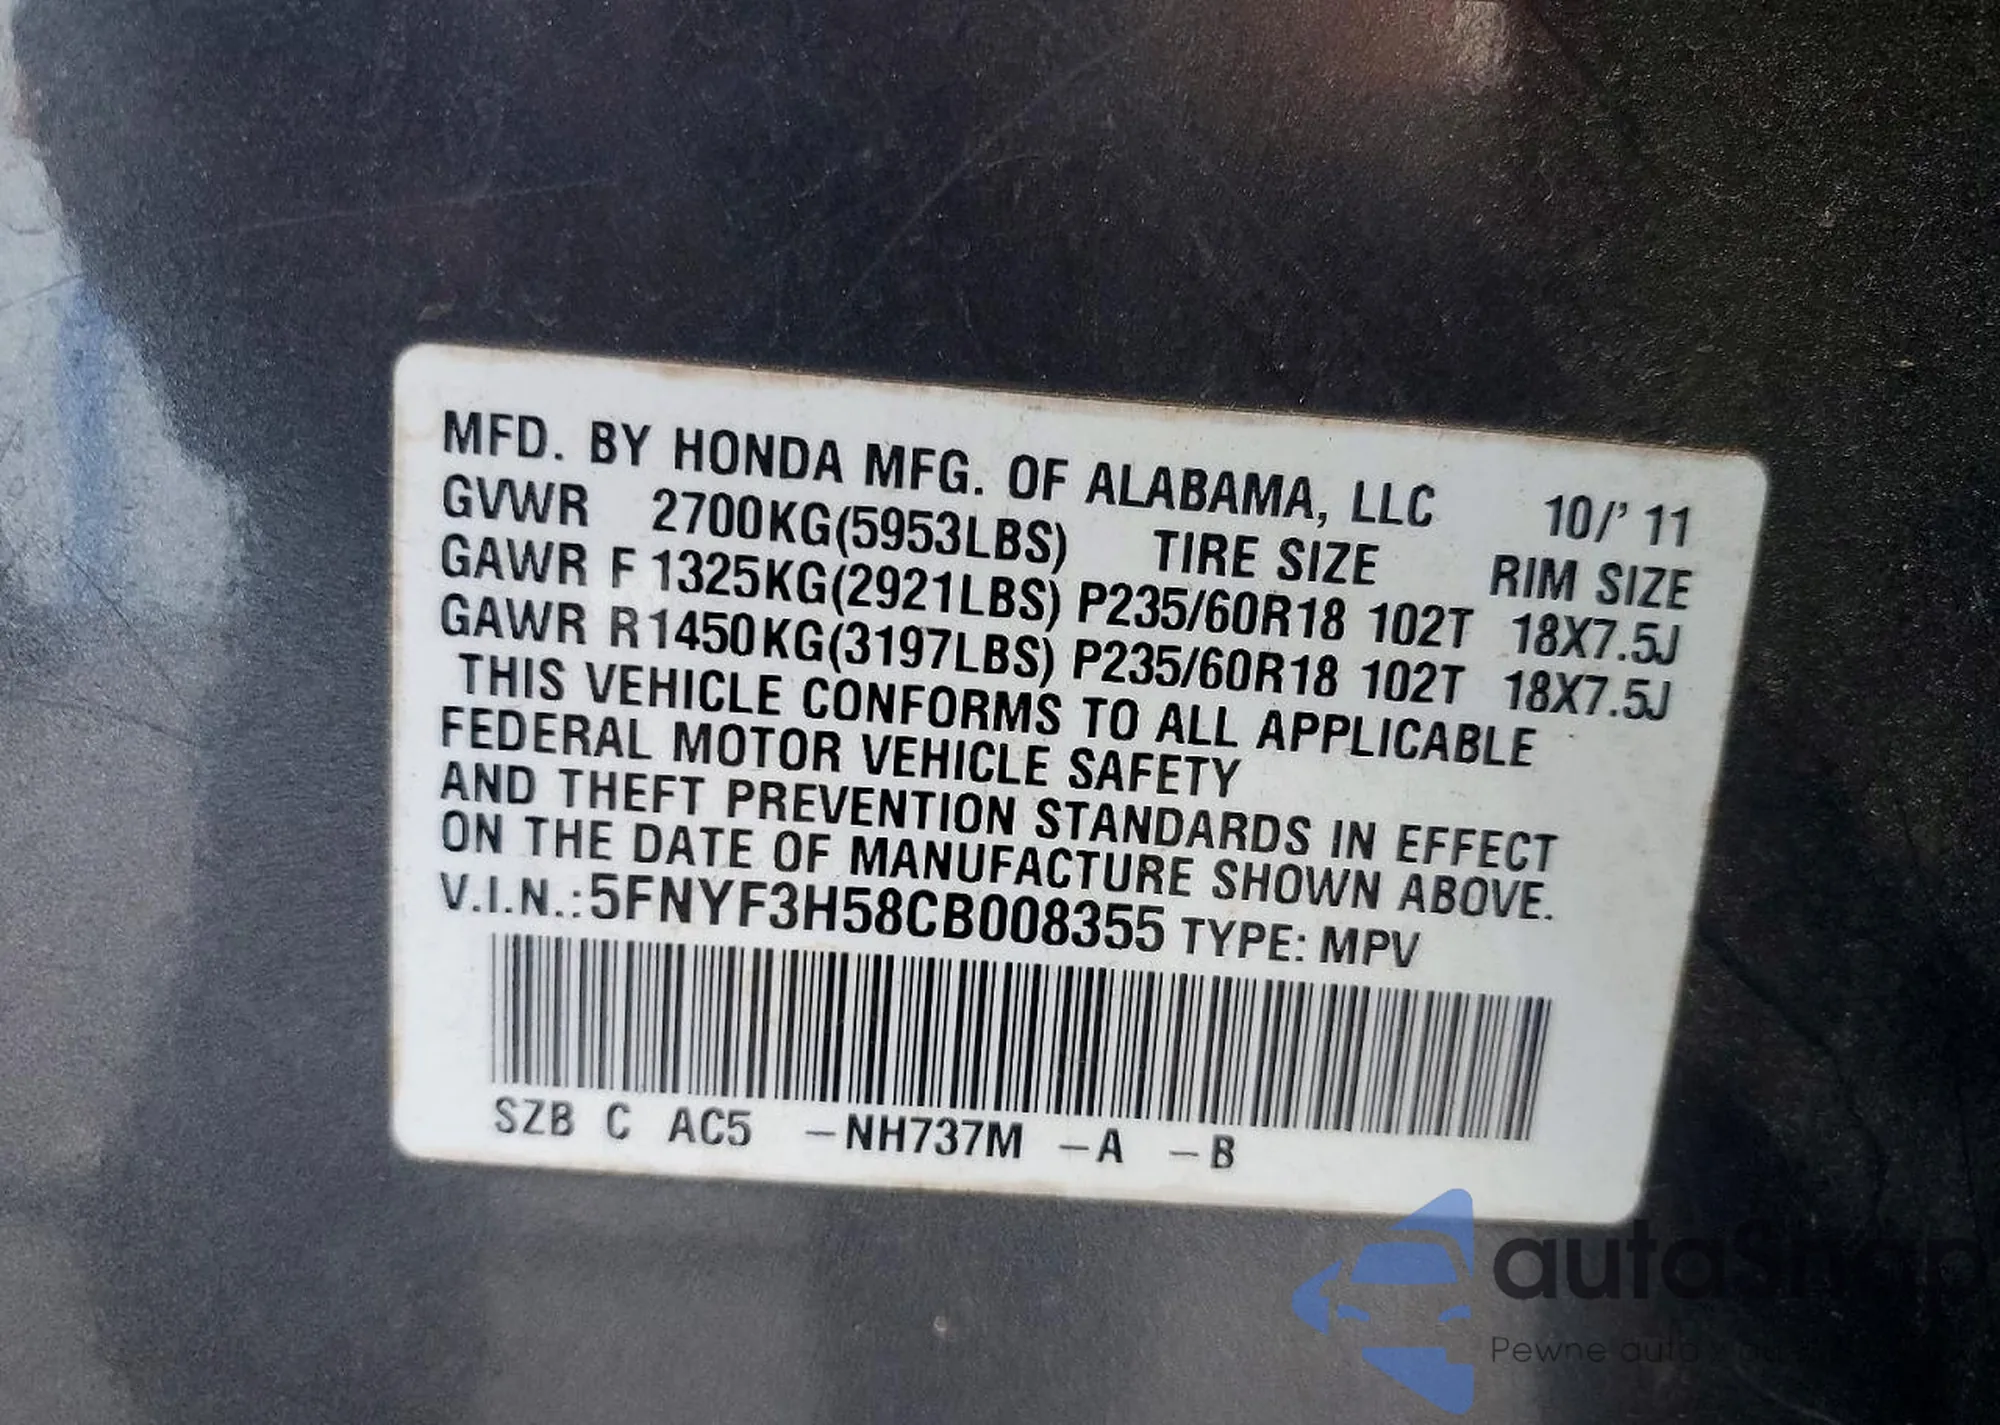 MFD. BY HONDA MFG. OF ALABAMA, LLC 10/' 11
GVWR 2700KG(5953LBS) TIRE SIZE RIM SIZE
GAWR F 1325KG(2921LBS) P235/60R18 102T 18X7.5J
GAWR R 1450KG(3197LBS) P235/60R18 102T 18X7.5J
THIS VEHICLE CONFORMS TO ALL APPLICABLE
FEDERAL MOTOR VEHICLE SAFETY
AND THEFT PREVENTION STANDARDS IN EFFECT
ON THE DATE OF MANUFACTURE SHOWN ABOVE.
V.I.N.:5FNYF3H58CB008355 TYPE: MPV
SZB C AC5 –NH737M –A –B
autaShop
Pewne auta